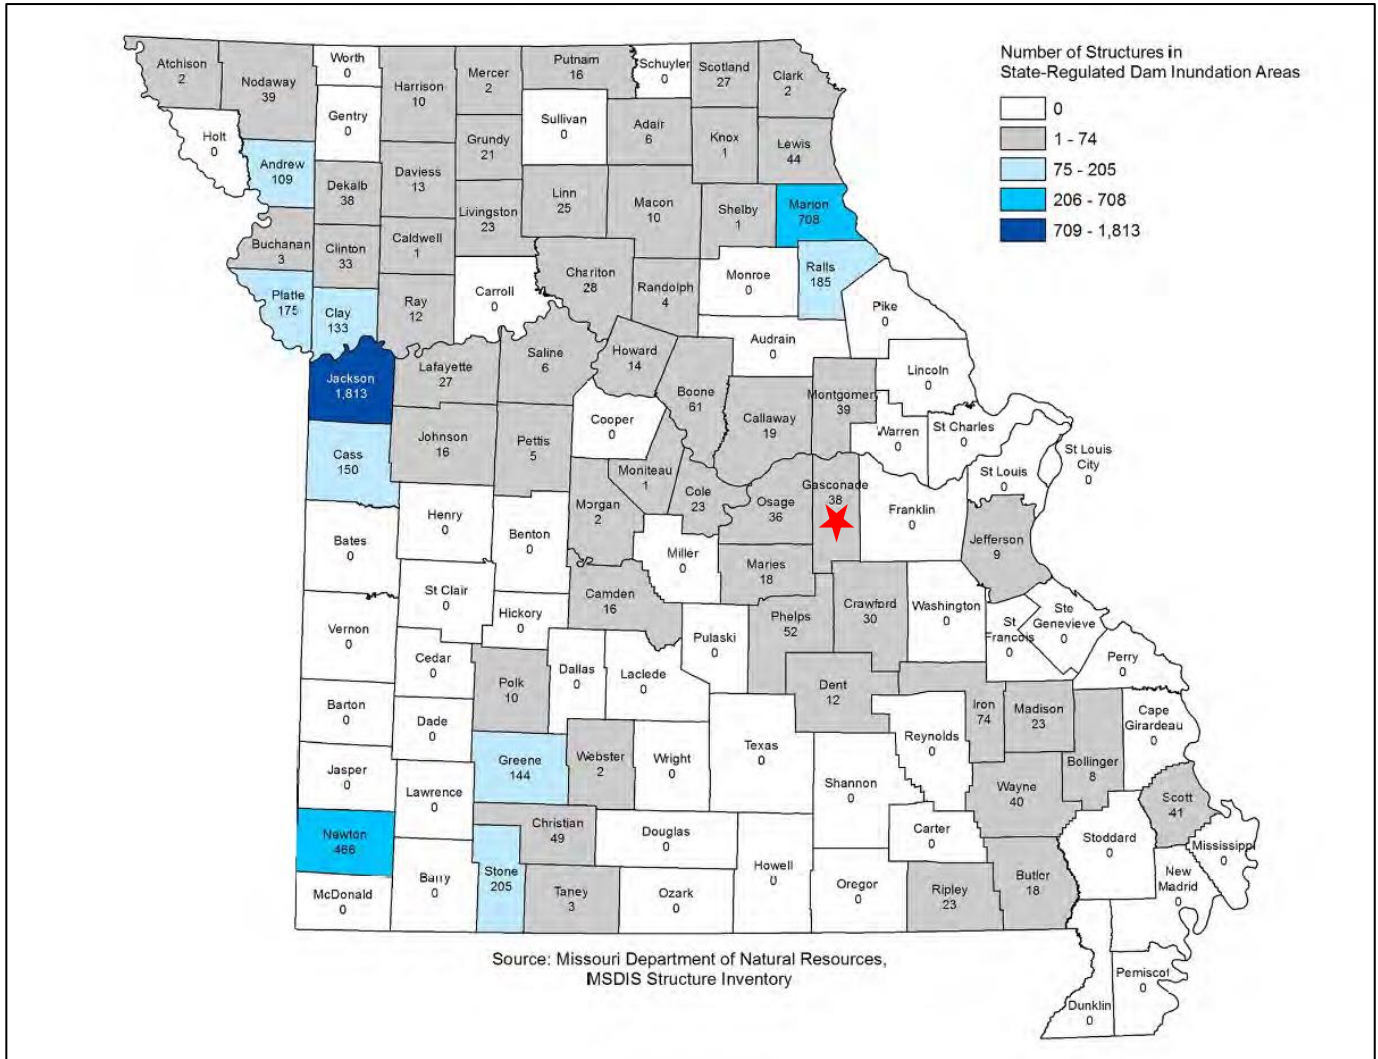 Number of Structures in
State-Regulated Dam Inundation Areas
0
1 - 74
75 - 205
206 - 708
709 - 1,813
Atchison
2
Nodaway
39
Worth
0
Harrison
10
Mercer
2
Putnam
16
Schuyler
0
Scotland
27
Clark
2
Holt
0
Gentry
0
Grundy
21
Sullivan
0
Adair
6
Knox
1
Lewis
44
Andrew
109
Dekalb
38
Daviess
13
Livingston
23
Linn
25
Macon
10
Shelby
1
Marion
708
Buchanan
3
Clinton
33
Caldwell
1
Carroll
0
Chariton
28
Randolph
4
Monroe
0
Ralls
185
Pike
0
Platte
175
Clay
133
Ray
12
Audrain
0
Lincoln
0
Jackson
1,813
Lafayette
27
Saline
6
Howard
14
Boone
61
Callaway
19
Montgomery
39
Warren
0
St Charles
0
St Louis
City
0
St Louis
0
Cass
150
Johnson
16
Pettis
5
Cooper
0
Moniteau
1
Cole
23
Osage
36
Gasconade
38
Franklin
0
Jefferson
9
Bates
0
Henry
0
Benton
0
Morgan
2
Miller
0
Maries
18
St Clair
0
Hickory
0
Camden
16
Pulaski
0
Phelps
52
Crawford
30
Washington
0
St
Francois
0
Ste
Genevieve
0
Perry
0
Vernon
0
Cedar
0
Polk
10
Dallas
0
Laclede
0
Dent
12
Iron
74
Madison
23
Cape
Girardeau
0
Barton
0
Dade
0
Greene
144
Webster
2
Wright
0
Texas
0
Shannon
0
Reynolds
0
Bollinger
8
Wayne
40
Scott
41
Jasper
0
Lawrence
0
Christian
49
Douglas
0
Howell
0
Carter
0
Stoddard
0
Mississippi
0
Newton
466
Barry
0
Stone
205
Taney
3
Ozark
0
Oregon
0
Ripley
23
Butler
18
New
Madrid
0
McDonald
0
Pemiscot
0
Dunklin
0
Source: Missouri Department of Natural Resources,
MSDIS Structure Inventory